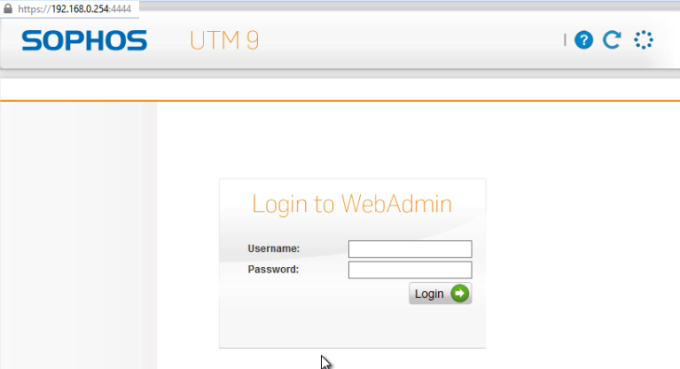 https://192.168.0.254:4444
SOPHOS UTM 9
| ?
Login to WebAdmin
Username:
Password:
Login